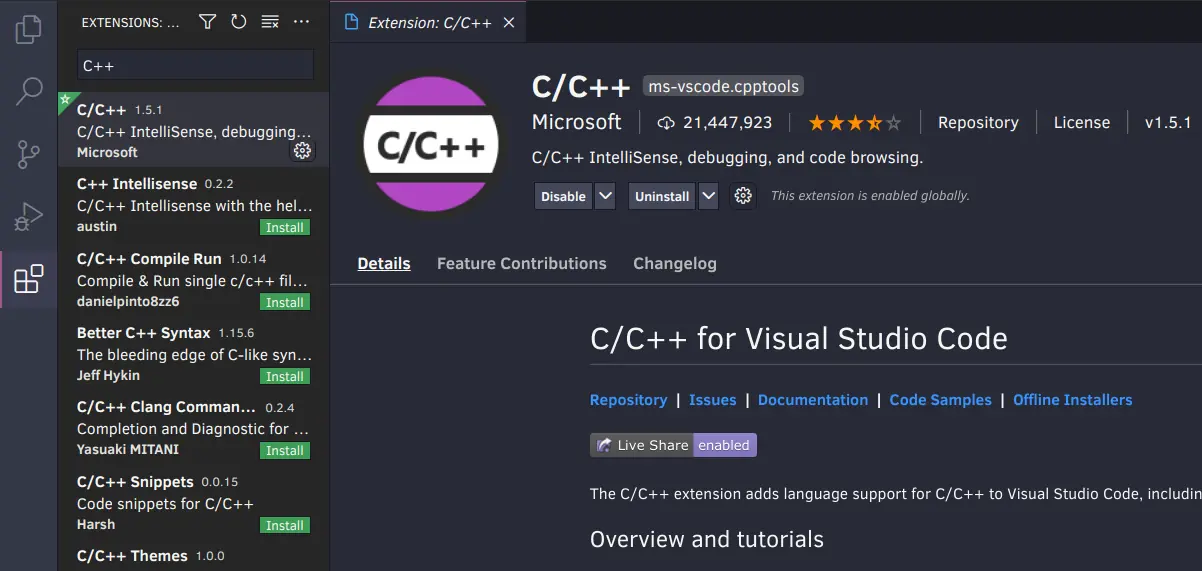 EXTENSIONS: ...
C++
C/C++ 1.5.1
C/C++ IntelliSense, debugging...
Microsoft
C++ Intellisense 0.2.2
C/C++ Intellisense with the hel...
austin Install
C/C++ Compile Run 1.0.14
Compile & Run single c/c++ fil...
danielpinto8zz6 Install
Better C++ Syntax 1.15.6
The bleeding edge of C-like syn...
Jeff Hykin Install
C/C++ Clang Comman... 0.2.4
Completion and Diagnostic for ...
Yasuaki MITANI Install
C/C++ Snippets 0.0.15
Code snippets for C/C++
Harsh Install
C/C++ Themes 1.0.0
Extension: C/C++
C/C++
C/C++ ms-vscode.cpptools
Microsoft 21,447,923 Repository License v1.5.1
C/C++ IntelliSense, debugging, and code browsing.
Disable Uninstall This extension is enabled globally.
Details Feature Contributions Changelog
C/C++ for Visual Studio Code
Repository | Issues | Documentation | Code Samples | Offline Installers
Live Share enabled
The C/C++ extension adds language support for C/C++ to Visual Studio Code, includin
Overview and tutorials